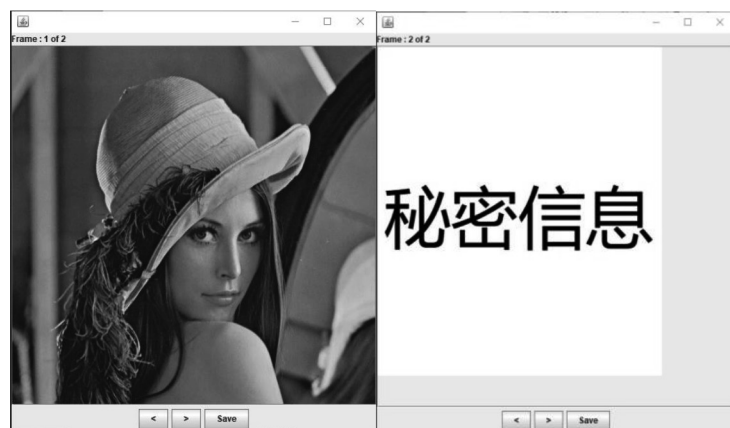 Frame : 1 of 2
< > Save
Frame : 2 of 2
秘密信息
< > Save